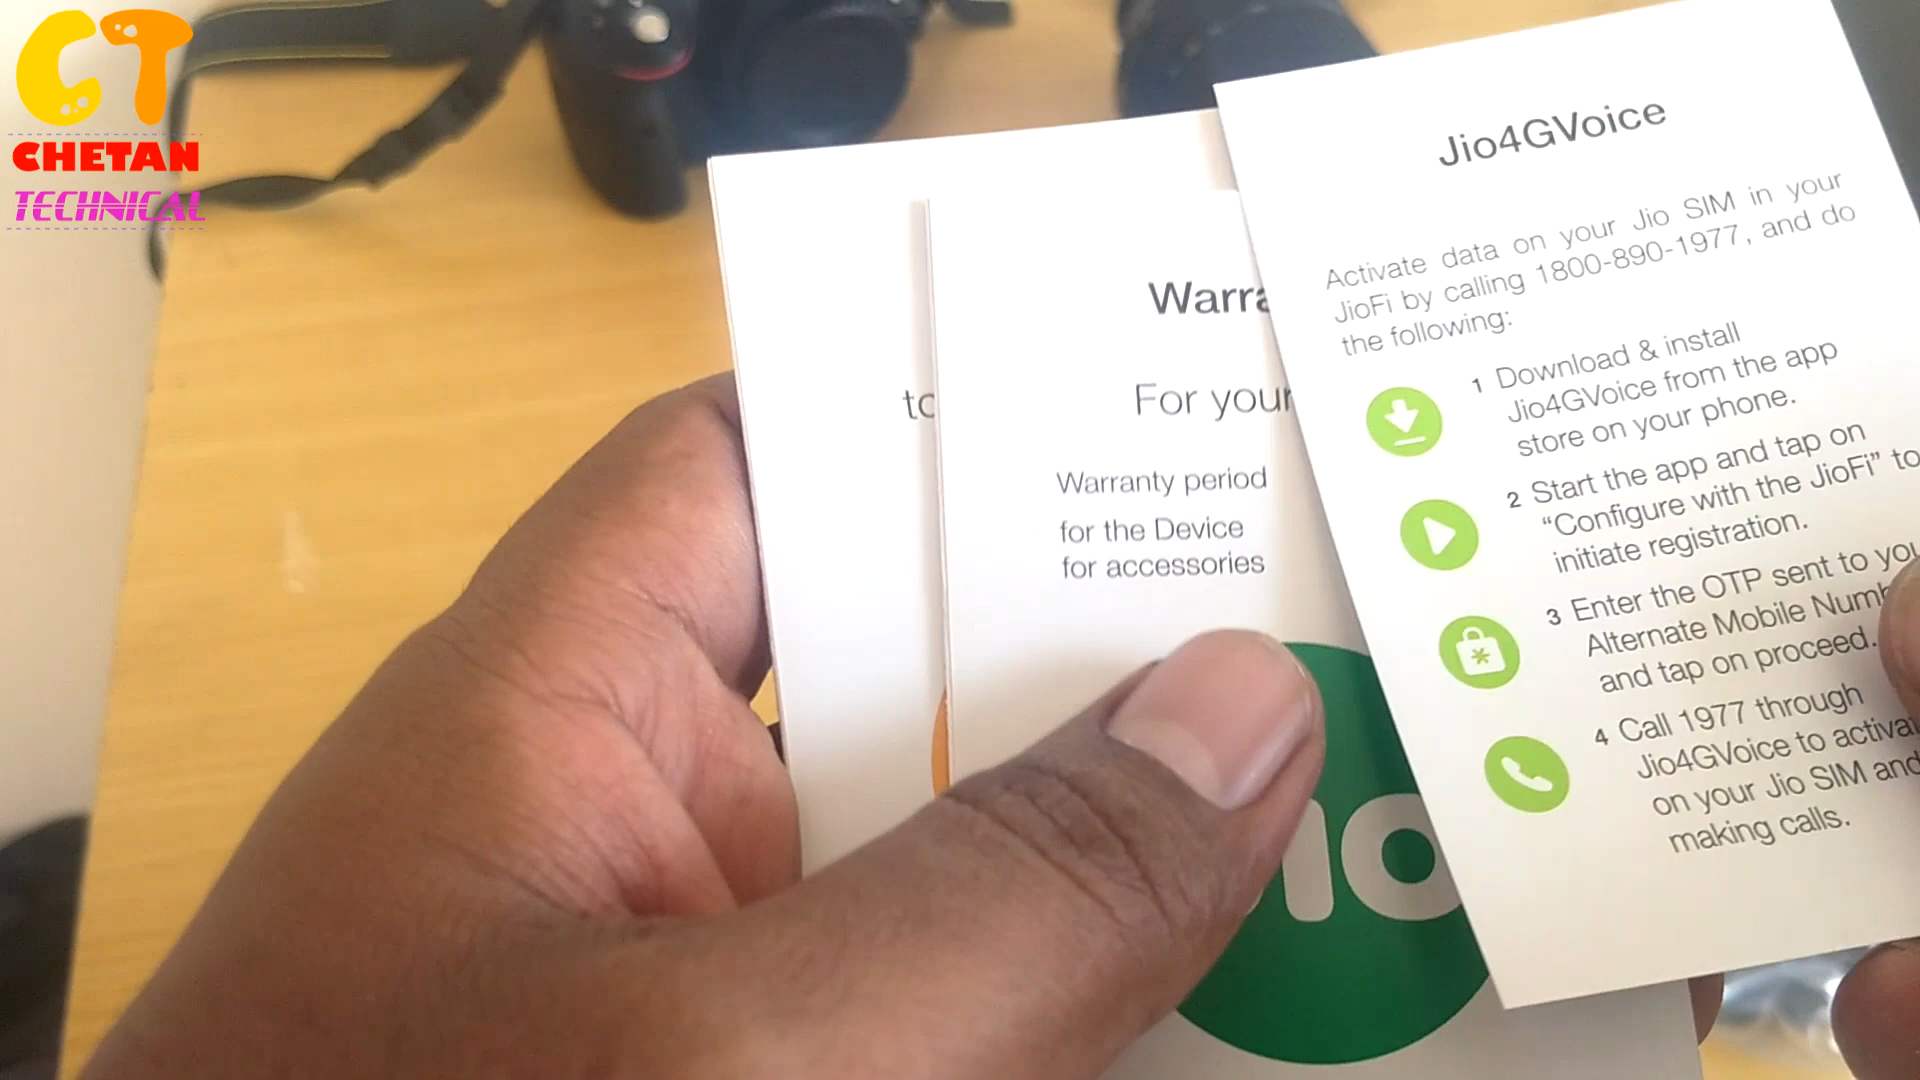 CT
CHETAN
TECHNICAL
to
Warra
For your
Warranty period
for the Device
for accessories
Jio4GVoice
Activate data on your Jio SIM in your
JioFi by calling 1800-890-1977, and do
the following:
1 Download & install
Jio4GVoice from the app
store on your phone.
2 Start the app and tap on
“Configure with the JioFi” to
initiate registration.
3 Enter the OTP sent to you
Alternate Mobile Numb
and tap on proceed.
4 Call 1977 through
Jio4GVoice to activa
on your Jio SIM and
making calls.